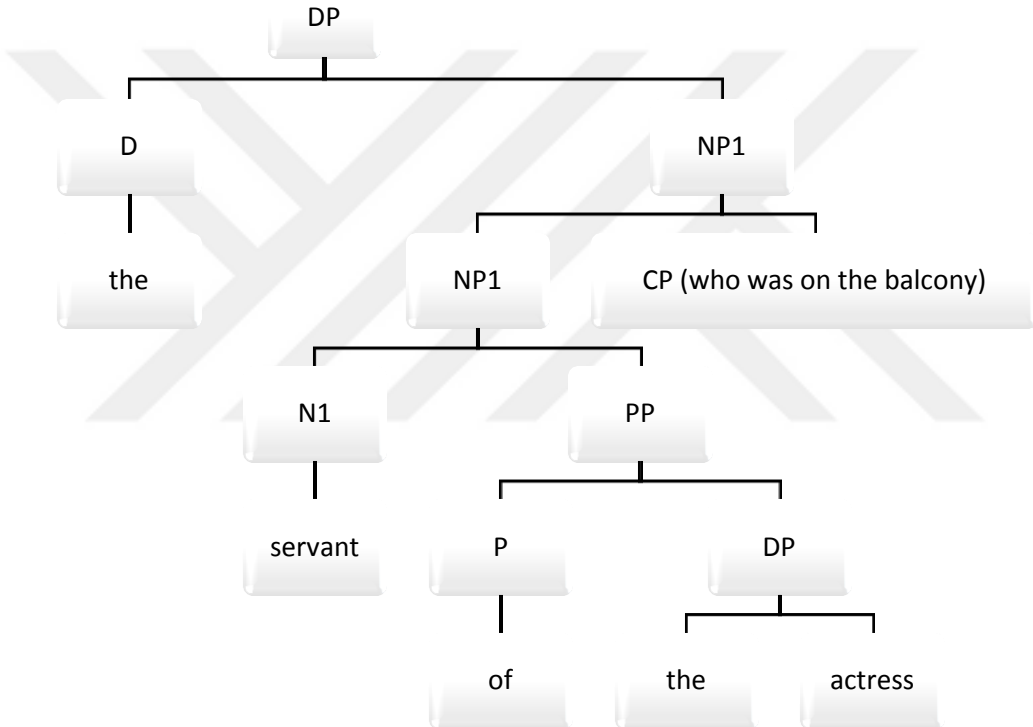 DP
D NP1
the NP1 CP (who was on the balcony)
N1 PP
servant P DP
of the actress